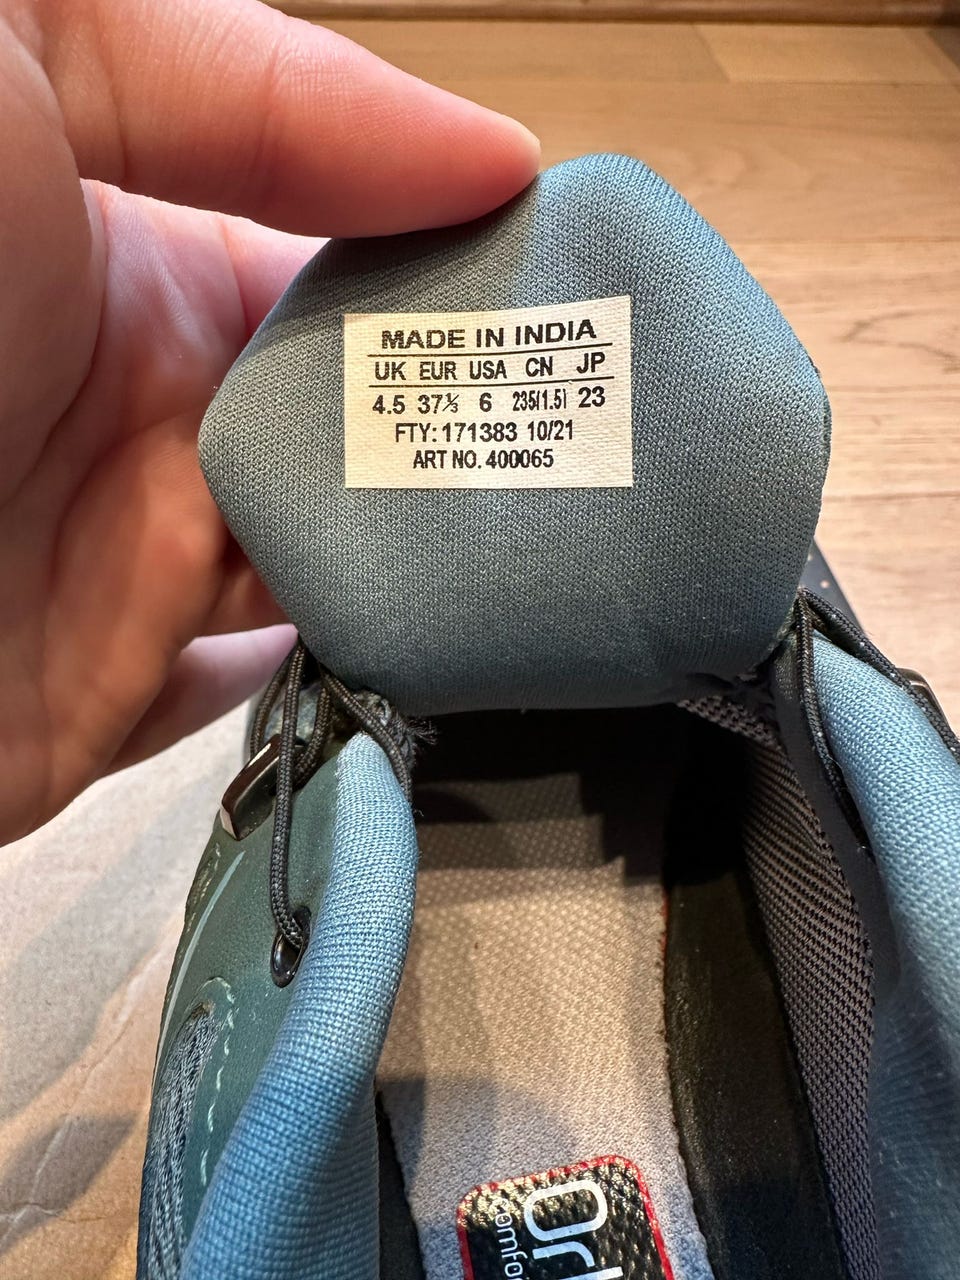 MADE IN INDIA
UK EUR USA CN JP
4.5 37⅓ 6 235(1.5) 23
FTY: 171383 10/21
ART NO. 400065